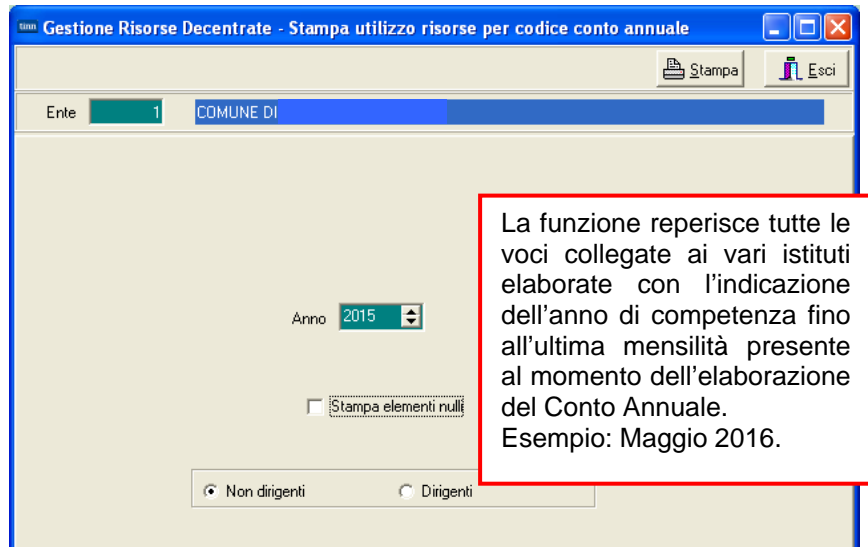 tinn Gestione Risorse Decentrate - Stampa utilizzo risorse per codice conto annuale
Stampa Esci
Ente 1 COMUNE DI
La funzione reperisce tutte le
voci collegate ai vari istituti
elaborate con l'indicazione
dell'anno di competenza fino
all'ultima mensilità presente
al momento dell'elaborazione
del Conto Annuale.
Esempio: Maggio 2016.
Anno 2015
Stampa elementi nulli
Non dirigenti Dirigenti